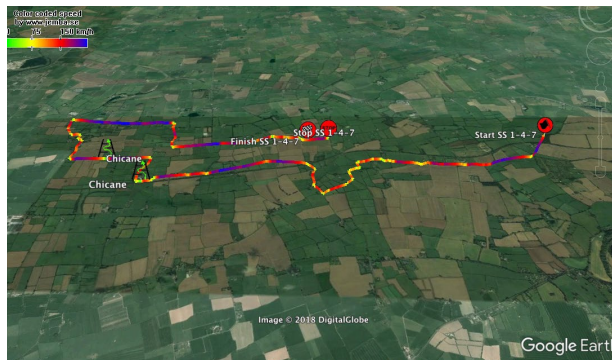 Color coded speed
by www.jemba.se
0 75 150 km/h
Stop SS 1-4-7
Start SS 1-4-7
Finish SS 1-4-7
Chicane
Chicane
Image © 2018 DigitalGlobe
Google Earth